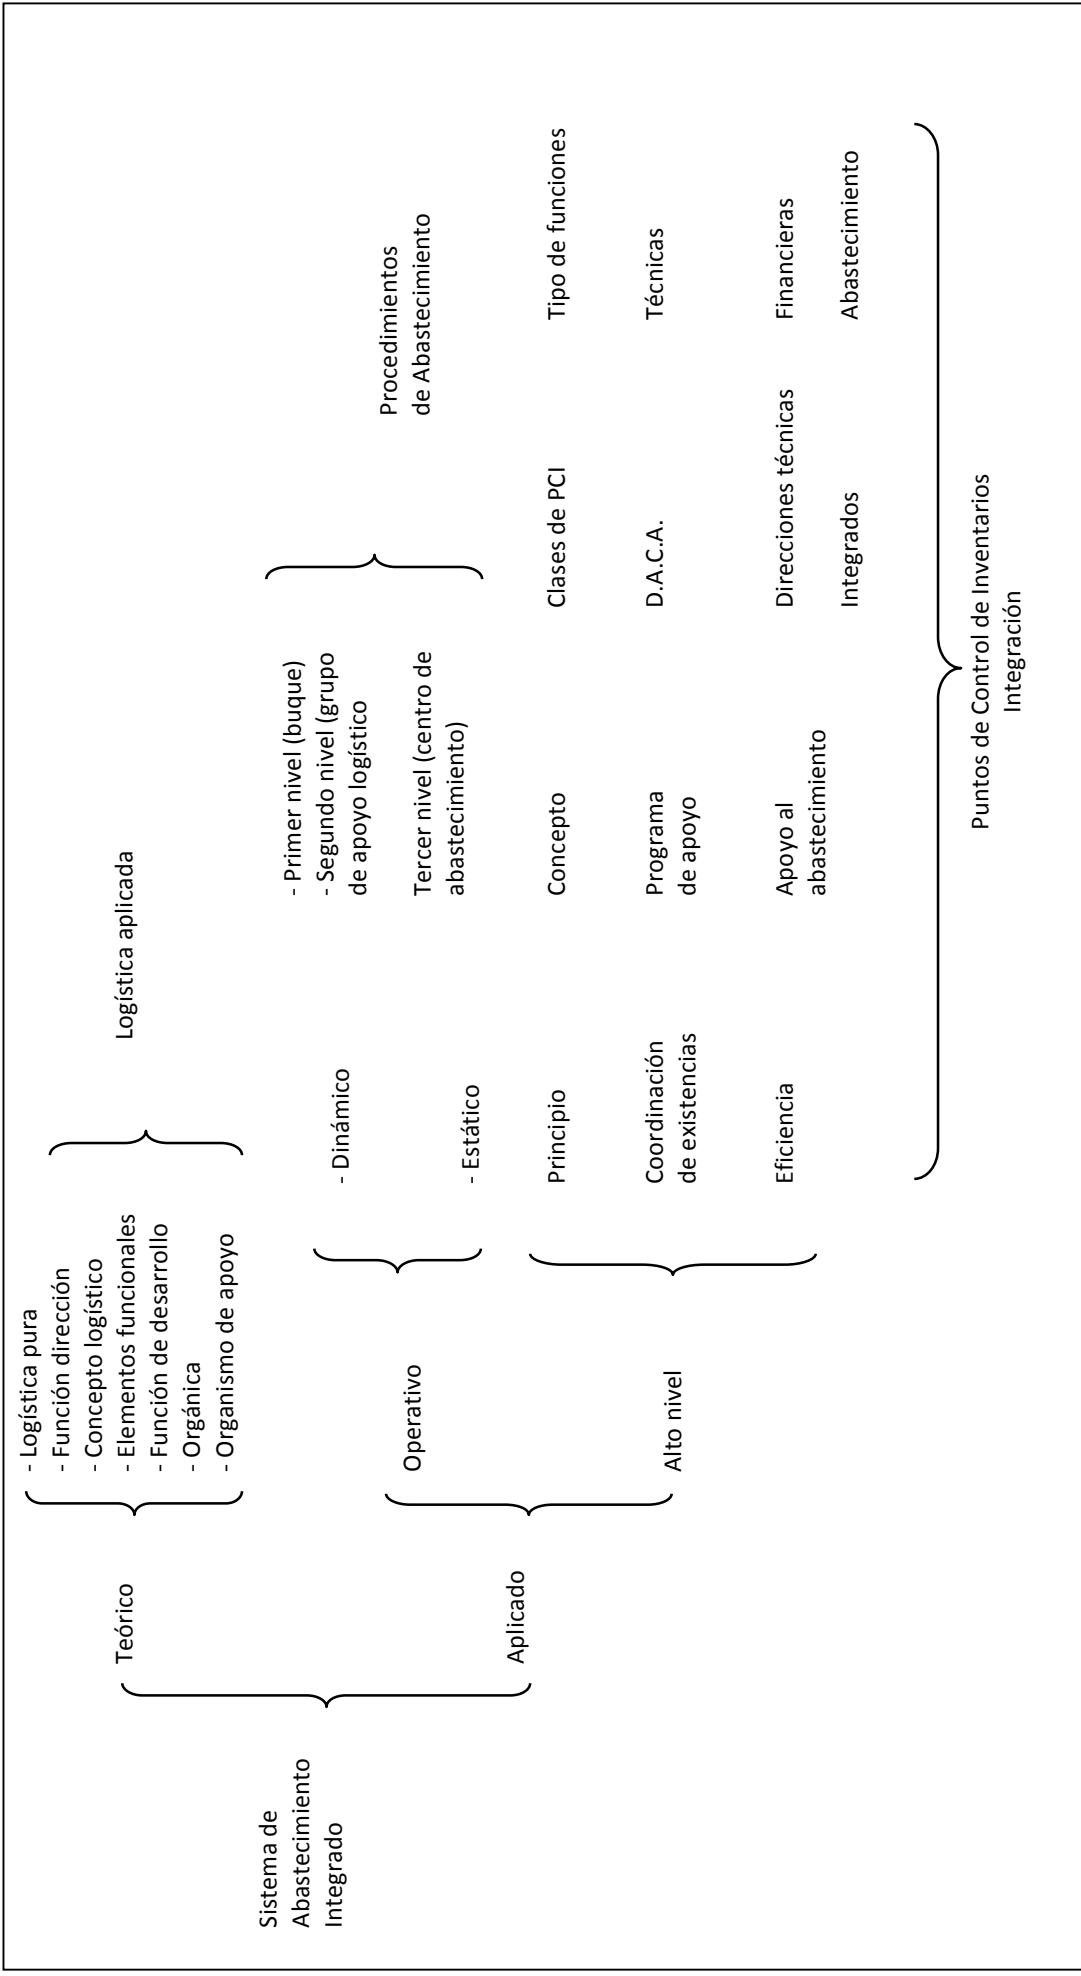 Sistema de
Abastecimiento
Integrado
Teórico
- Logística pura
- Función dirección
- Concepto logístico
- Elementos funcionales
- Función de desarrollo
- Orgánica
- Organismo de apoyo
Logística aplicada
Aplicado
Operativo
- Dinámico
- Estático
- Primer nivel (buque)
- Segundo nivel (grupo
de apoyo logístico
Tercer nivel (centro de
abastecimiento)
Procedimientos
de Abastecimiento
Alto nivel
Principio
Concepto
Clases de PCI
Tipo de funciones
Coordinación
de existencias
Programa
de apoyo
D.A.C.A.
Técnicas
Eficiencia
Apoyo al
abastecimiento
Direcciones técnicas
Financieras
Integrados
Abastecimiento
Puntos de Control de Inventarios
Integración